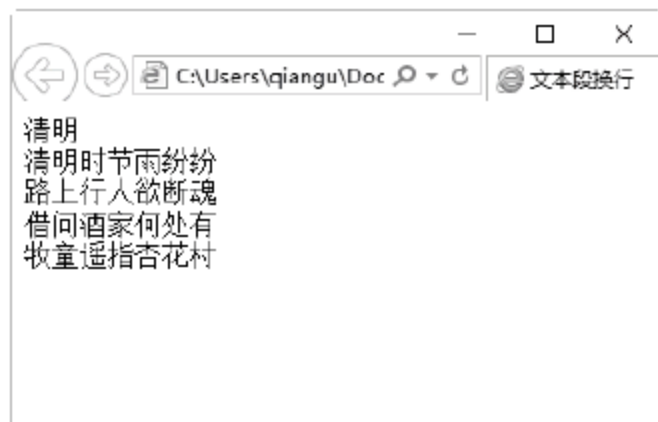 C:\Users\qiangu\Doc
文本段换行
清明
清明时节雨纷纷
路上行人欲断魂
借问酒家何处有
牧童遥指杏花村